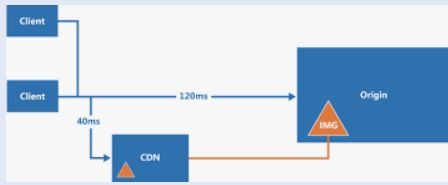 Client
Client
120ms
Origin
IMG
40ms
CDN